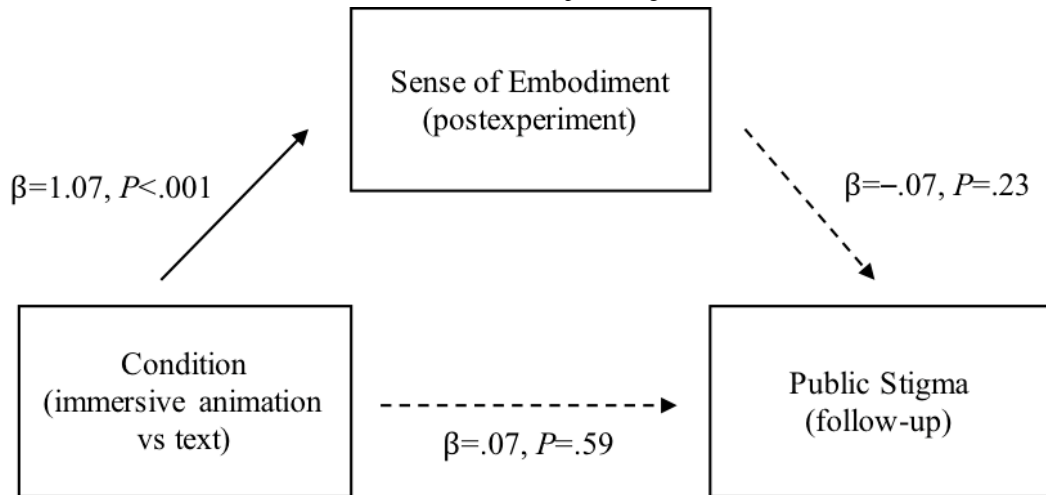 Sense of Embodiment
(postexperiment)
β=1.07, P<.001
β=–.07, P=.23
Condition
(immersive animation
vs text)
β=.07, P=.59
Public Stigma
(follow-up)